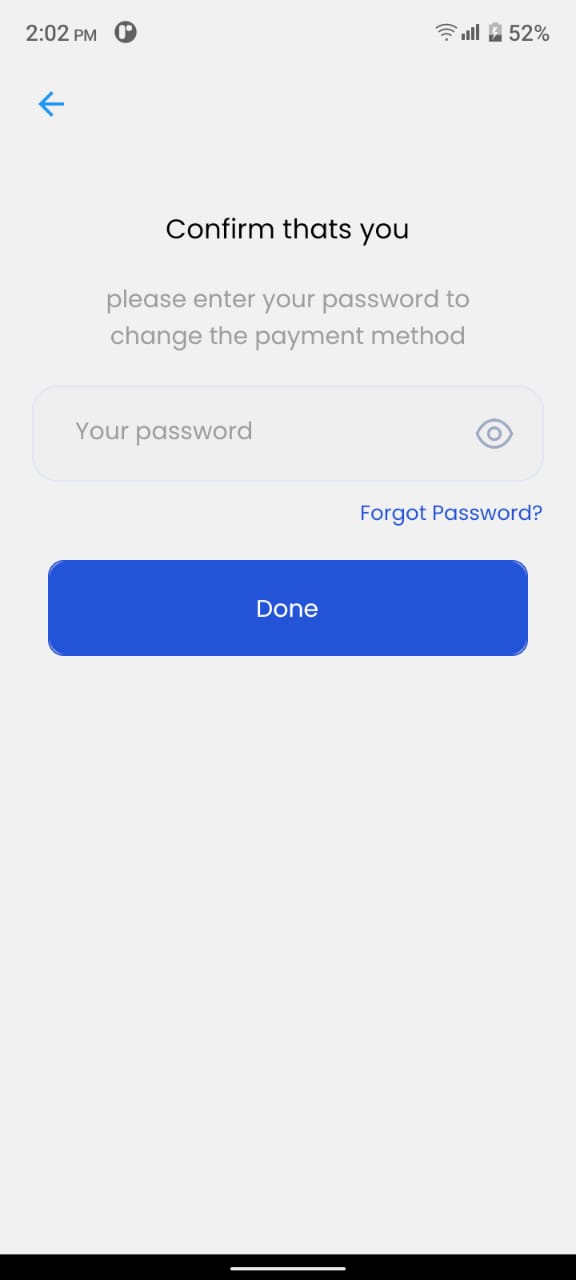 2:02 PM 52%
Confirm thats you
please enter your password to
change the payment method
Your password
Forgot Password?
Done